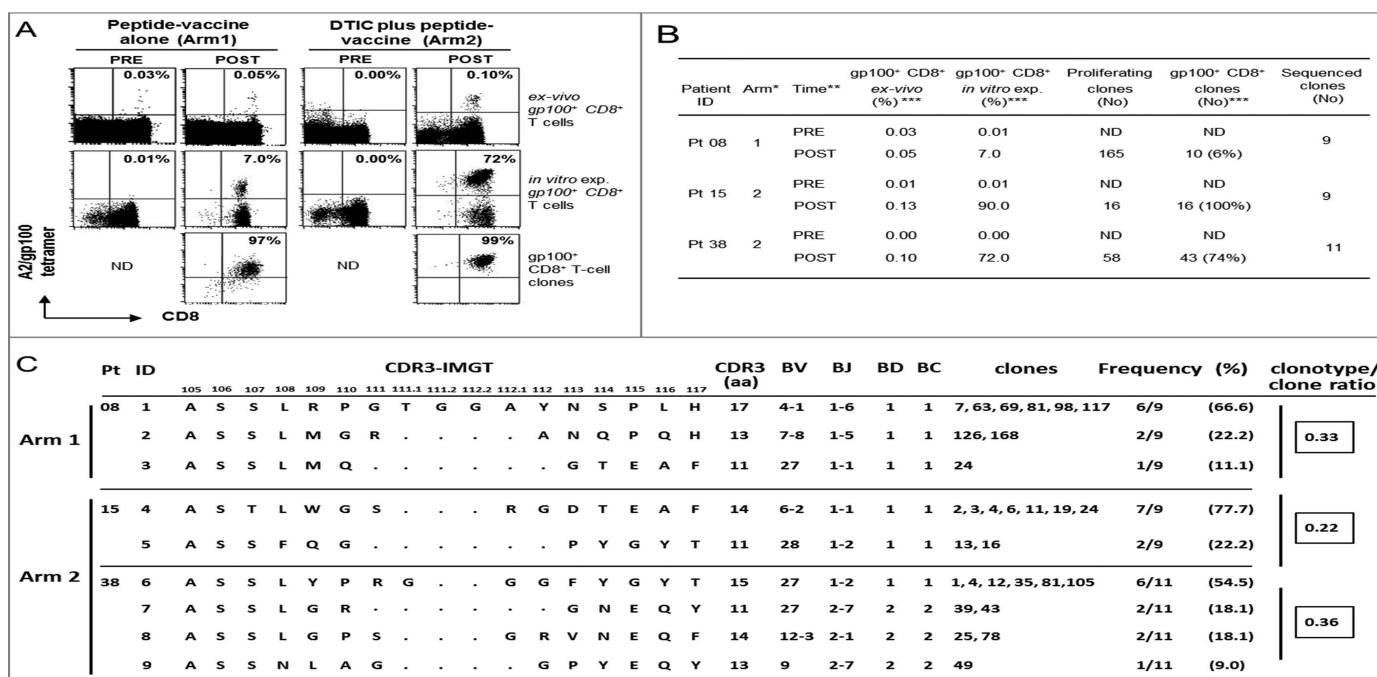 A
Peptide-vaccine
alone (Arm1)
DTIC plus peptide-
vaccine (Arm2)
PRE POST PRE POST
0.03% 0.05% 0.00% 0.10%
ex-vivo
gp100+ CD8+
T cells
0.01% 7.0% 0.00% 72%
in vitro exp.
gp100+ CD8+
T cells
97% 99%
ND ND
gp100+
CD8+ T-cell
clones
A2/gp100
tetramer
CD8
B
Patient ID Arm* Time** gp100+ CD8+ ex-vivo (%) *** gp100+ CD8+ in vitro exp. (%)*** Proliferating clones (No) gp100+ CD8+ clones (No)*** Sequenced clones (No)
PRE 0.03 0.01 ND ND
Pt 08 1 9
POST 0.05 7.0 165 10 (6%)
PRE 0.01 0.01 ND ND
Pt 15 2 9
POST 0.13 90.0 16 16 (100%)
PRE 0.00 0.00 ND ND
Pt 38 2 11
POST 0.10 72.0 58 43 (74%)
C
Pt ID CDR3-IMGT CDR3 (aa) BV BJ BD BC clones Frequency (%) clonotype/ clone ratio
105 106 107 108 109 110 111 111.1 111.2 112.2 112.1 112 113 114 115 116 117
08 1 A S S L R P G T G G A Y N S P L H 17 4-1 1-6 1 1 7, 63, 69, 81, 98, 117 6/9 (66.6)
Arm 1 2 A S S L M G R . . . . A N Q P Q H 13 7-8 1-5 1 1 126, 168 2/9 (22.2) 0.33
3 A S S L M Q . . . . . . G T E A F 11 27 1-1 1 1 24 1/9 (11.1)
15 4 A S T L W G S . . . R G D T E A F 14 6-2 1-1 1 1 2, 3, 4, 6, 11, 19, 24 7/9 (77.7) 0.22
5 A S S F Q G . . . . . . P Y G Y T 11 28 1-2 1 1 13, 16 2/9 (22.2)
Arm 2 38 6 A S S L Y P R G . . G G F Y G Y T 15 27 1-2 1 1 1, 4, 12, 35, 81,105 6/11 (54.5)
7 A S S L G R . . . . . . G N E Q Y 11 27 2-7 2 2 39, 43 2/11 (18.1) 0.36
8 A S S L G P S . . . G R V N E Q F 14 12-3 2-1 2 2 25, 78 2/11 (18.1)
9 A S S N L A G . . . . G P Y E Q Y 13 9 2-7 2 2 49 1/11 (9.0)